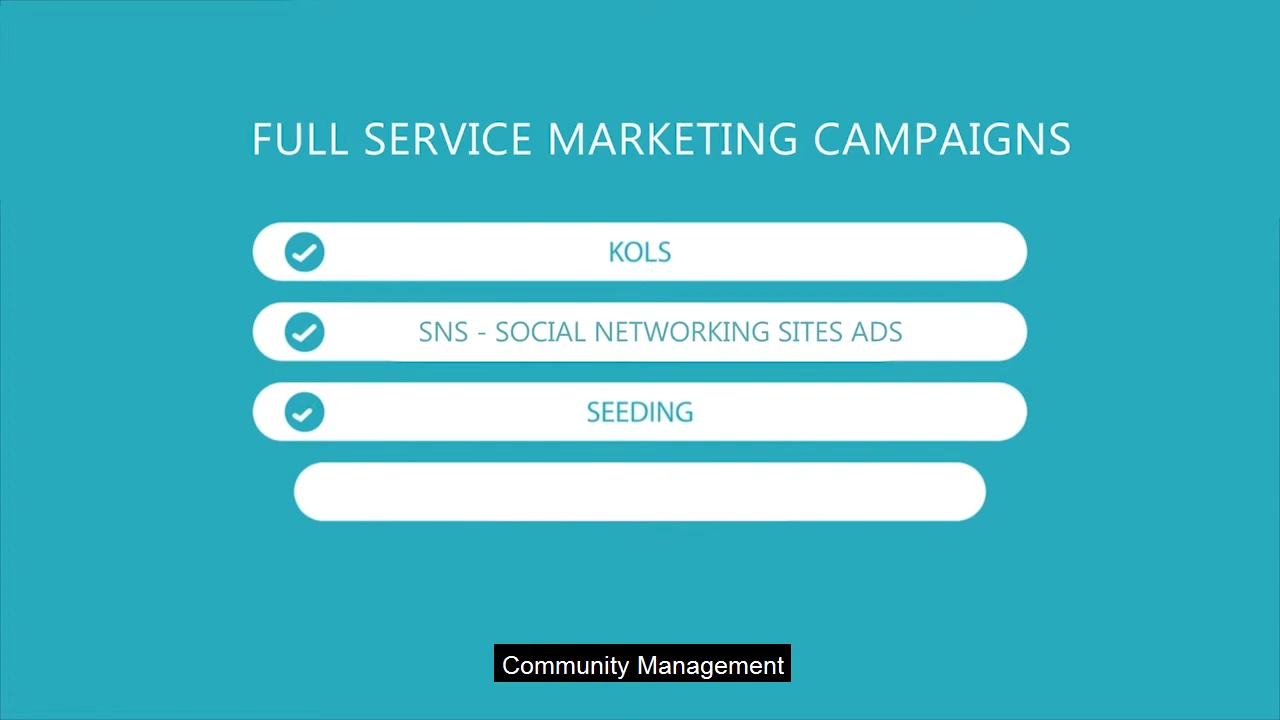 FULL SERVICE MARKETING CAMPAIGNS
KOLS
SNS - SOCIAL NETWORKING SITES ADS
SEEDING
Community Management